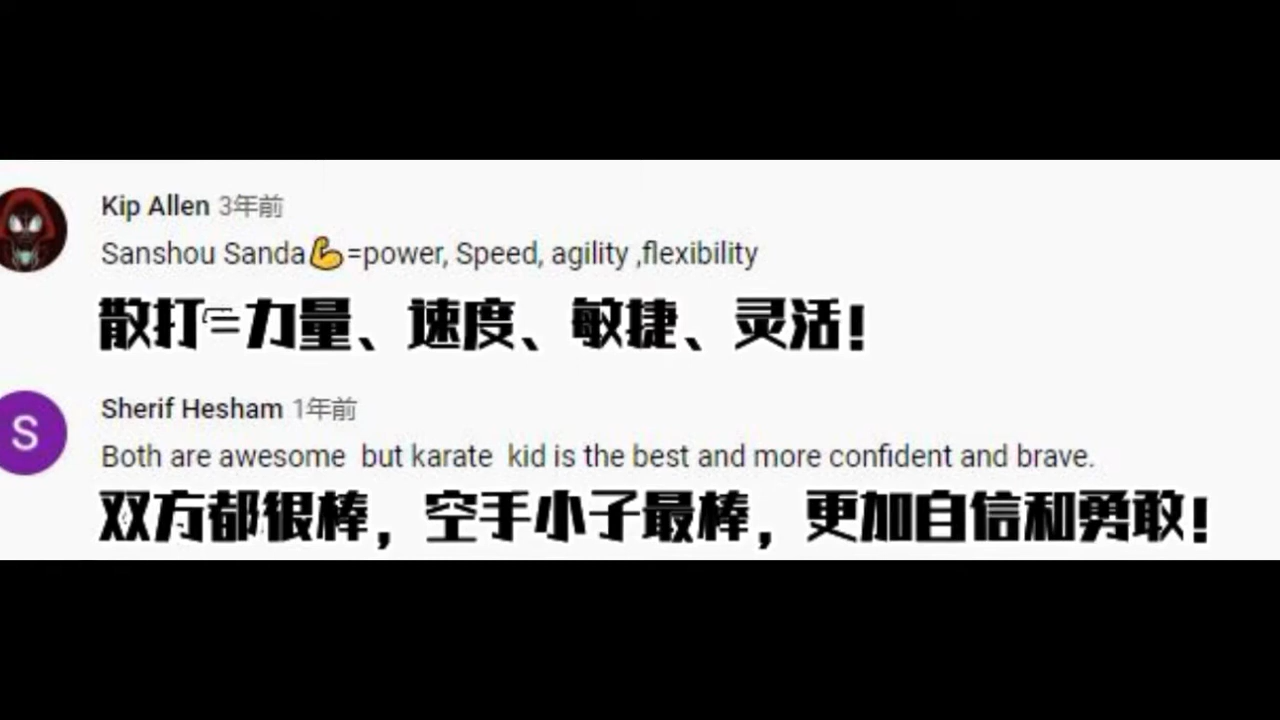 Kip Allen 3年前
Sanshou Sanda💪=power, Speed, agility ,flexibility
散打=力量、速度、敏捷、灵活!
S
Sherif Hesham 1年前
Both are awesome  but karate  kid is the best and more confident and brave.
双方都很棒，空手小子最棒，更加自信和勇敢!